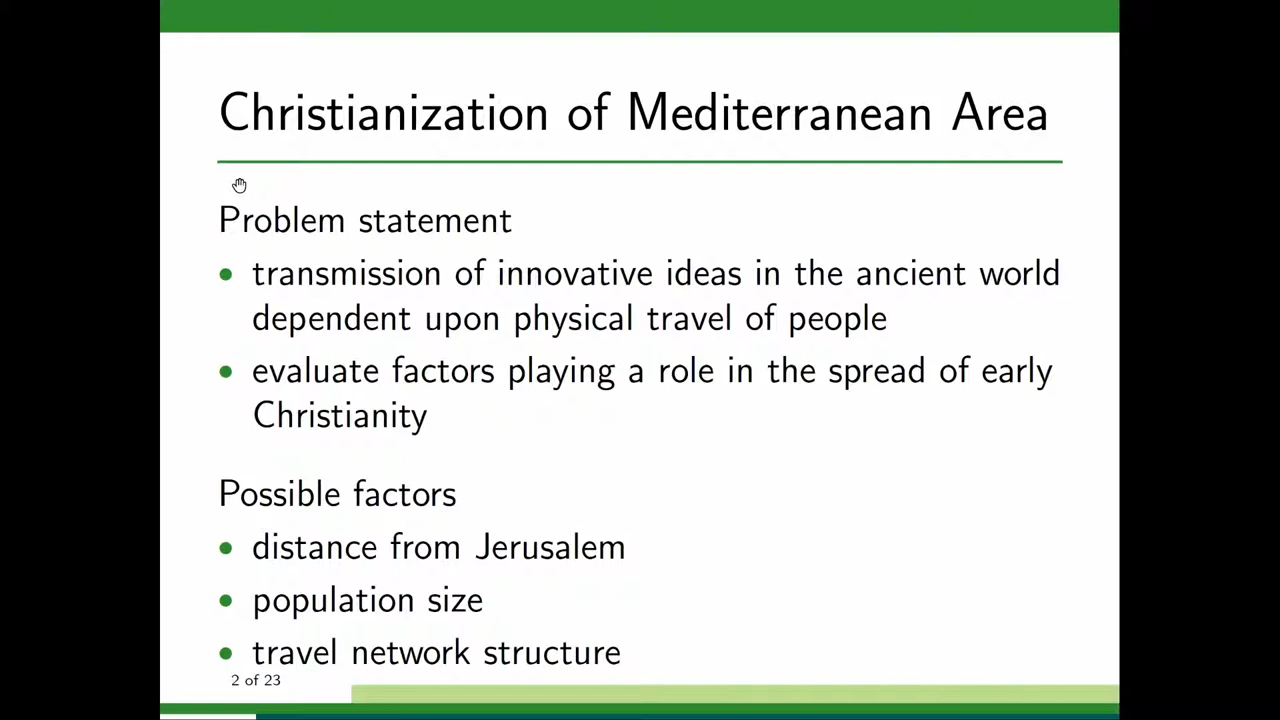 Christianization of Mediterranean Area
Problem statement
• transmission of innovative ideas in the ancient world
dependent upon physical travel of people
• evaluate factors playing a role in the spread of early
Christianity
Possible factors
• distance from Jerusalem
• population size
• travel network structure
2 of 23